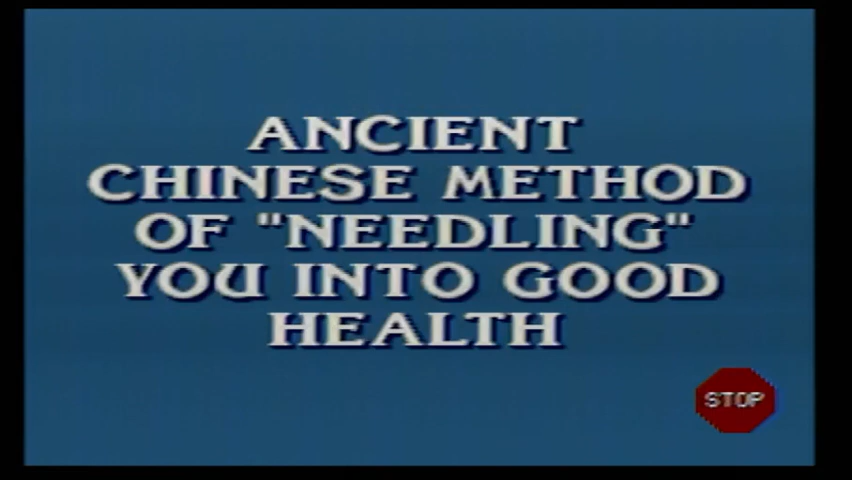 ANCIENT
CHINESE METHOD
OF "NEEDLING"
YOU INTO GOOD
HEALTH
STOP